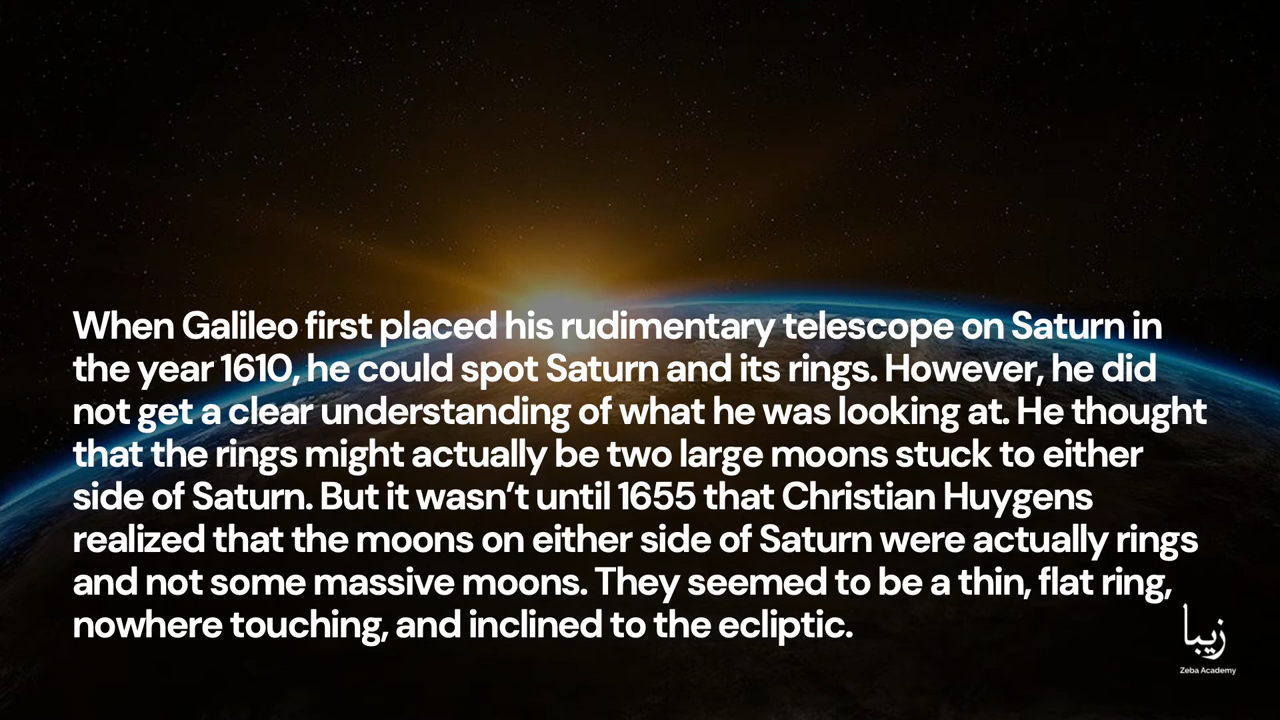 When Galileo first placed his rudimentary telescope on Saturn in
the year 1610, he could spot Saturn and its rings. However, he did
not get a clear understanding of what he was looking at. He thought
that the rings might actually be two large moons stuck to either
side of Saturn. But it wasn’t until 1655 that Christian Huygens
realized that the moons on either side of Saturn were actually rings
and not some massive moons. They seemed to be a thin, flat ring,
nowhere touching, and inclined to the ecliptic.
زیبا
Zeba Academy